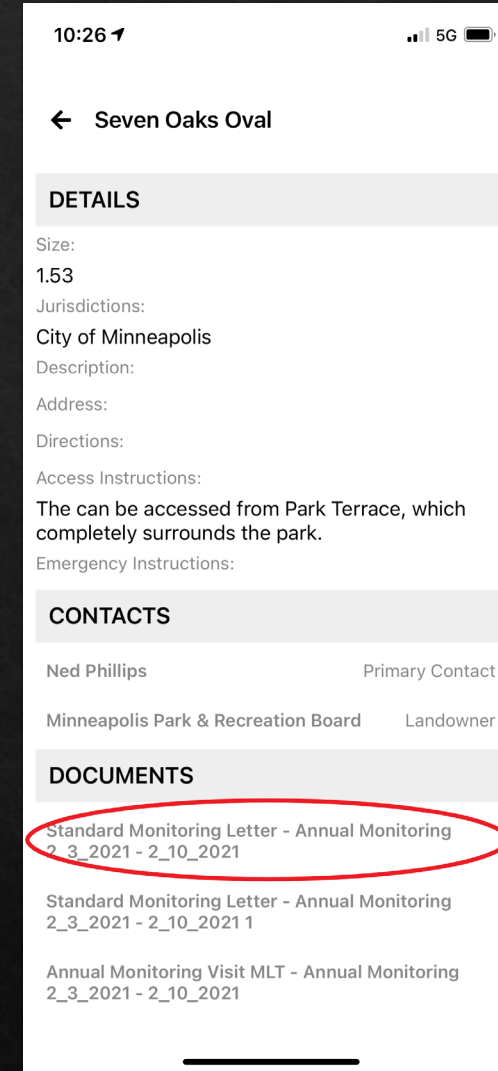 10:26
5G
Seven Oaks Oval
DETAILS
Size:
1.53
Jurisdictions:
City of Minneapolis
Description:
Address:
Directions:
Access Instructions:
The can be accessed from Park Terrace, which
completely surrounds the park.
Emergency Instructions:
CONTACTS
Ned Phillips Primary Contact
Minneapolis Park & Recreation Board Landowner
DOCUMENTS
Standard Monitoring Letter - Annual Monitoring
2_3_2021 - 2_10_2021
Standard Monitoring Letter - Annual Monitoring
2_3_2021 - 2_10_2021 1
Annual Monitoring Visit MLT - Annual Monitoring
2_3_2021 - 2_10_2021